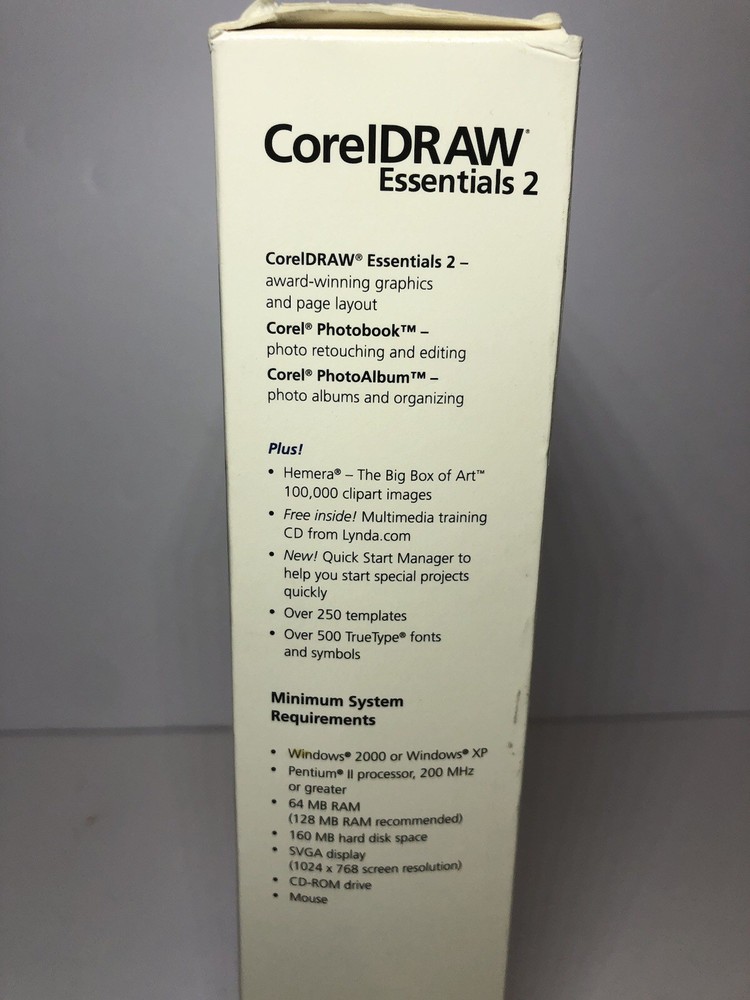 CorelDRAW®
Essentials 2
CorelDRAW® Essentials 2 –
award-winning graphics
and page layout
Corel® Photobook™ –
photo retouching and editing
Corel® PhotoAlbum™ –
photo albums and organizing
Plus!
• Hemera® – The Big Box of Art™
100,000 clipart images
• Free inside! Multimedia training
CD from Lynda.com
• New! Quick Start Manager to
help you start special projects
quickly
• Over 250 templates
• Over 500 TrueType® fonts
and symbols
Minimum System
Requirements
• Windows® 2000 or Windows® XP
• Pentium® II processor, 200 MHz
or greater
• 64 MB RAM
(128 MB RAM recommended)
• 160 MB hard disk space
• SVGA display
(1024 x 768 screen resolution)
• CD-ROM drive
• Mouse